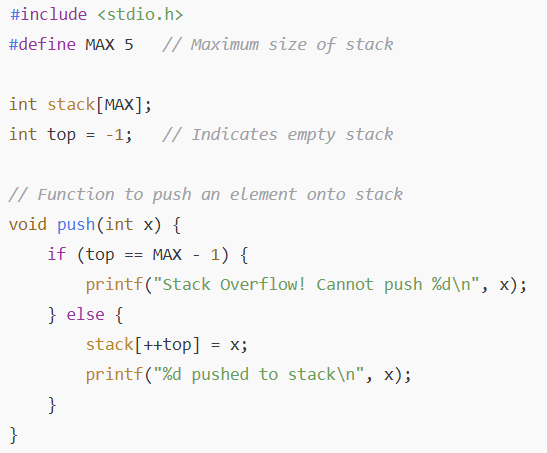 #include <stdio.h>
#define MAX 5   // Maximum size of stack

int stack[MAX];
int top = -1;   // Indicates empty stack

// Function to push an element onto stack
void push(int x) {
    if (top == MAX - 1) {
        printf("Stack Overflow! Cannot push %d\n", x);
    } else {
        stack[++top] = x;
        printf("%d pushed to stack\n", x);
    }
}